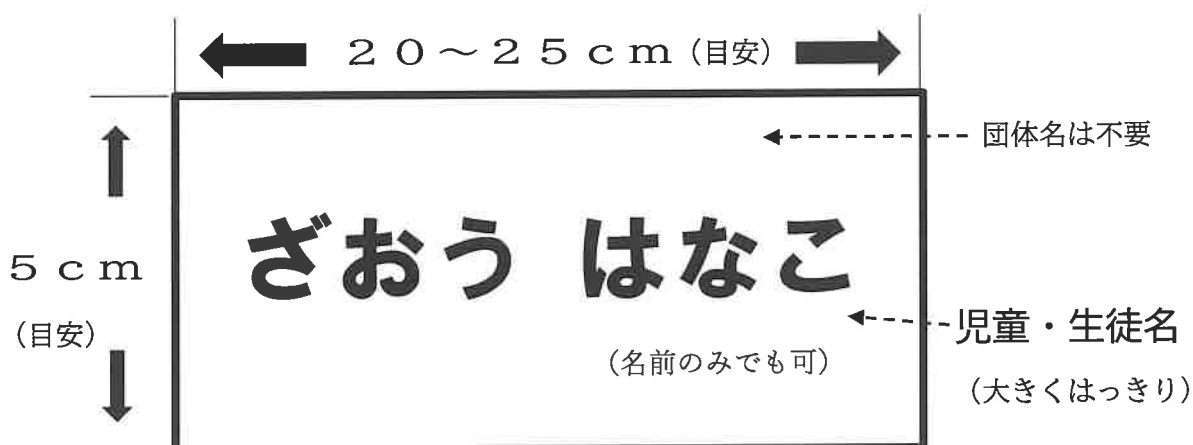 20～25cm（目安）
団体名は不要
ざおう はなこ
5cm
（目安）
児童・生徒名
（名前のみでも可）
（大きくはっきり）